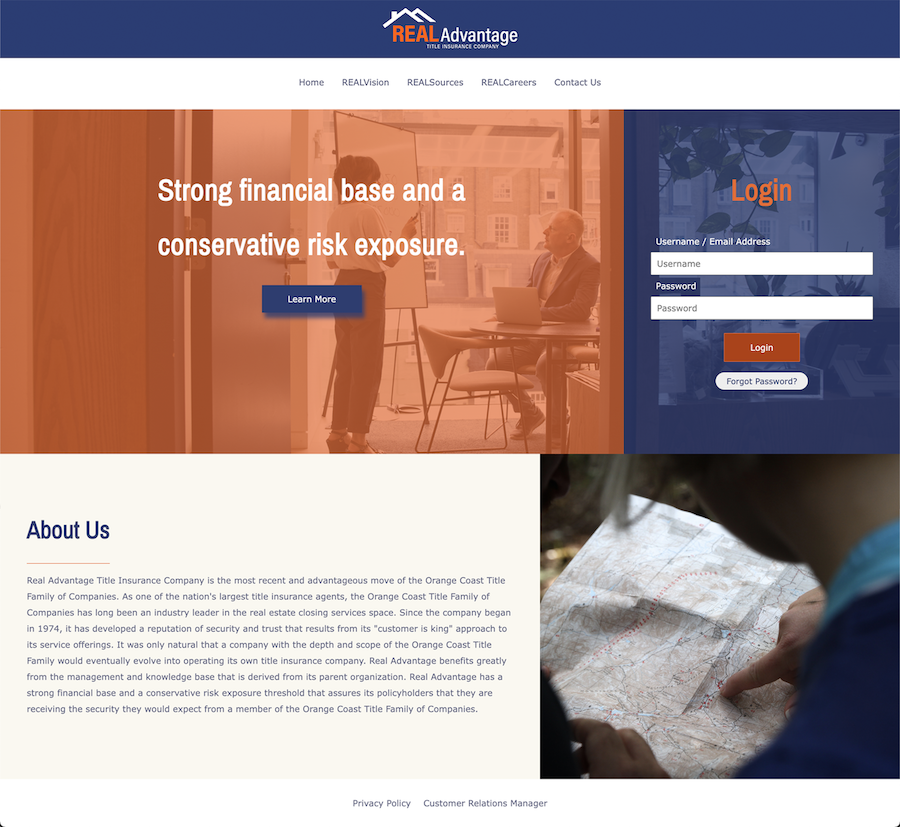 REALAdvantage
TITLE INSURANCE COMPANY
Home REALVision REALSources REALCareers Contact Us
Strong financial base and a
conservative risk exposure.
Learn More
Login
Username / Email Address
Username
Password
Password
Login
Forgot Password?
About Us
Real Advantage Title Insurance Company is the most recent and advantageous move of the Orange Coast Title
Family of Companies. As one of the nation's largest title insurance agents, the Orange Coast Title Family of
Companies has long been an industry leader in the real estate closing services space. Since the company began
in 1974, it has developed a reputation of security and trust that results from its "customer is king" approach to
its service offerings. It was only natural that a company with the depth and scope of the Orange Coast Title
Family would eventually evolve into operating its own title insurance company. Real Advantage benefits greatly
from the management and knowledge base that is derived from its parent organization. Real Advantage has a
strong financial base and a conservative risk exposure threshold that assures its policyholders that they are
receiving the security they would expect from a member of the Orange Coast Title Family of Companies.
Privacy Policy Customer Relations Manager